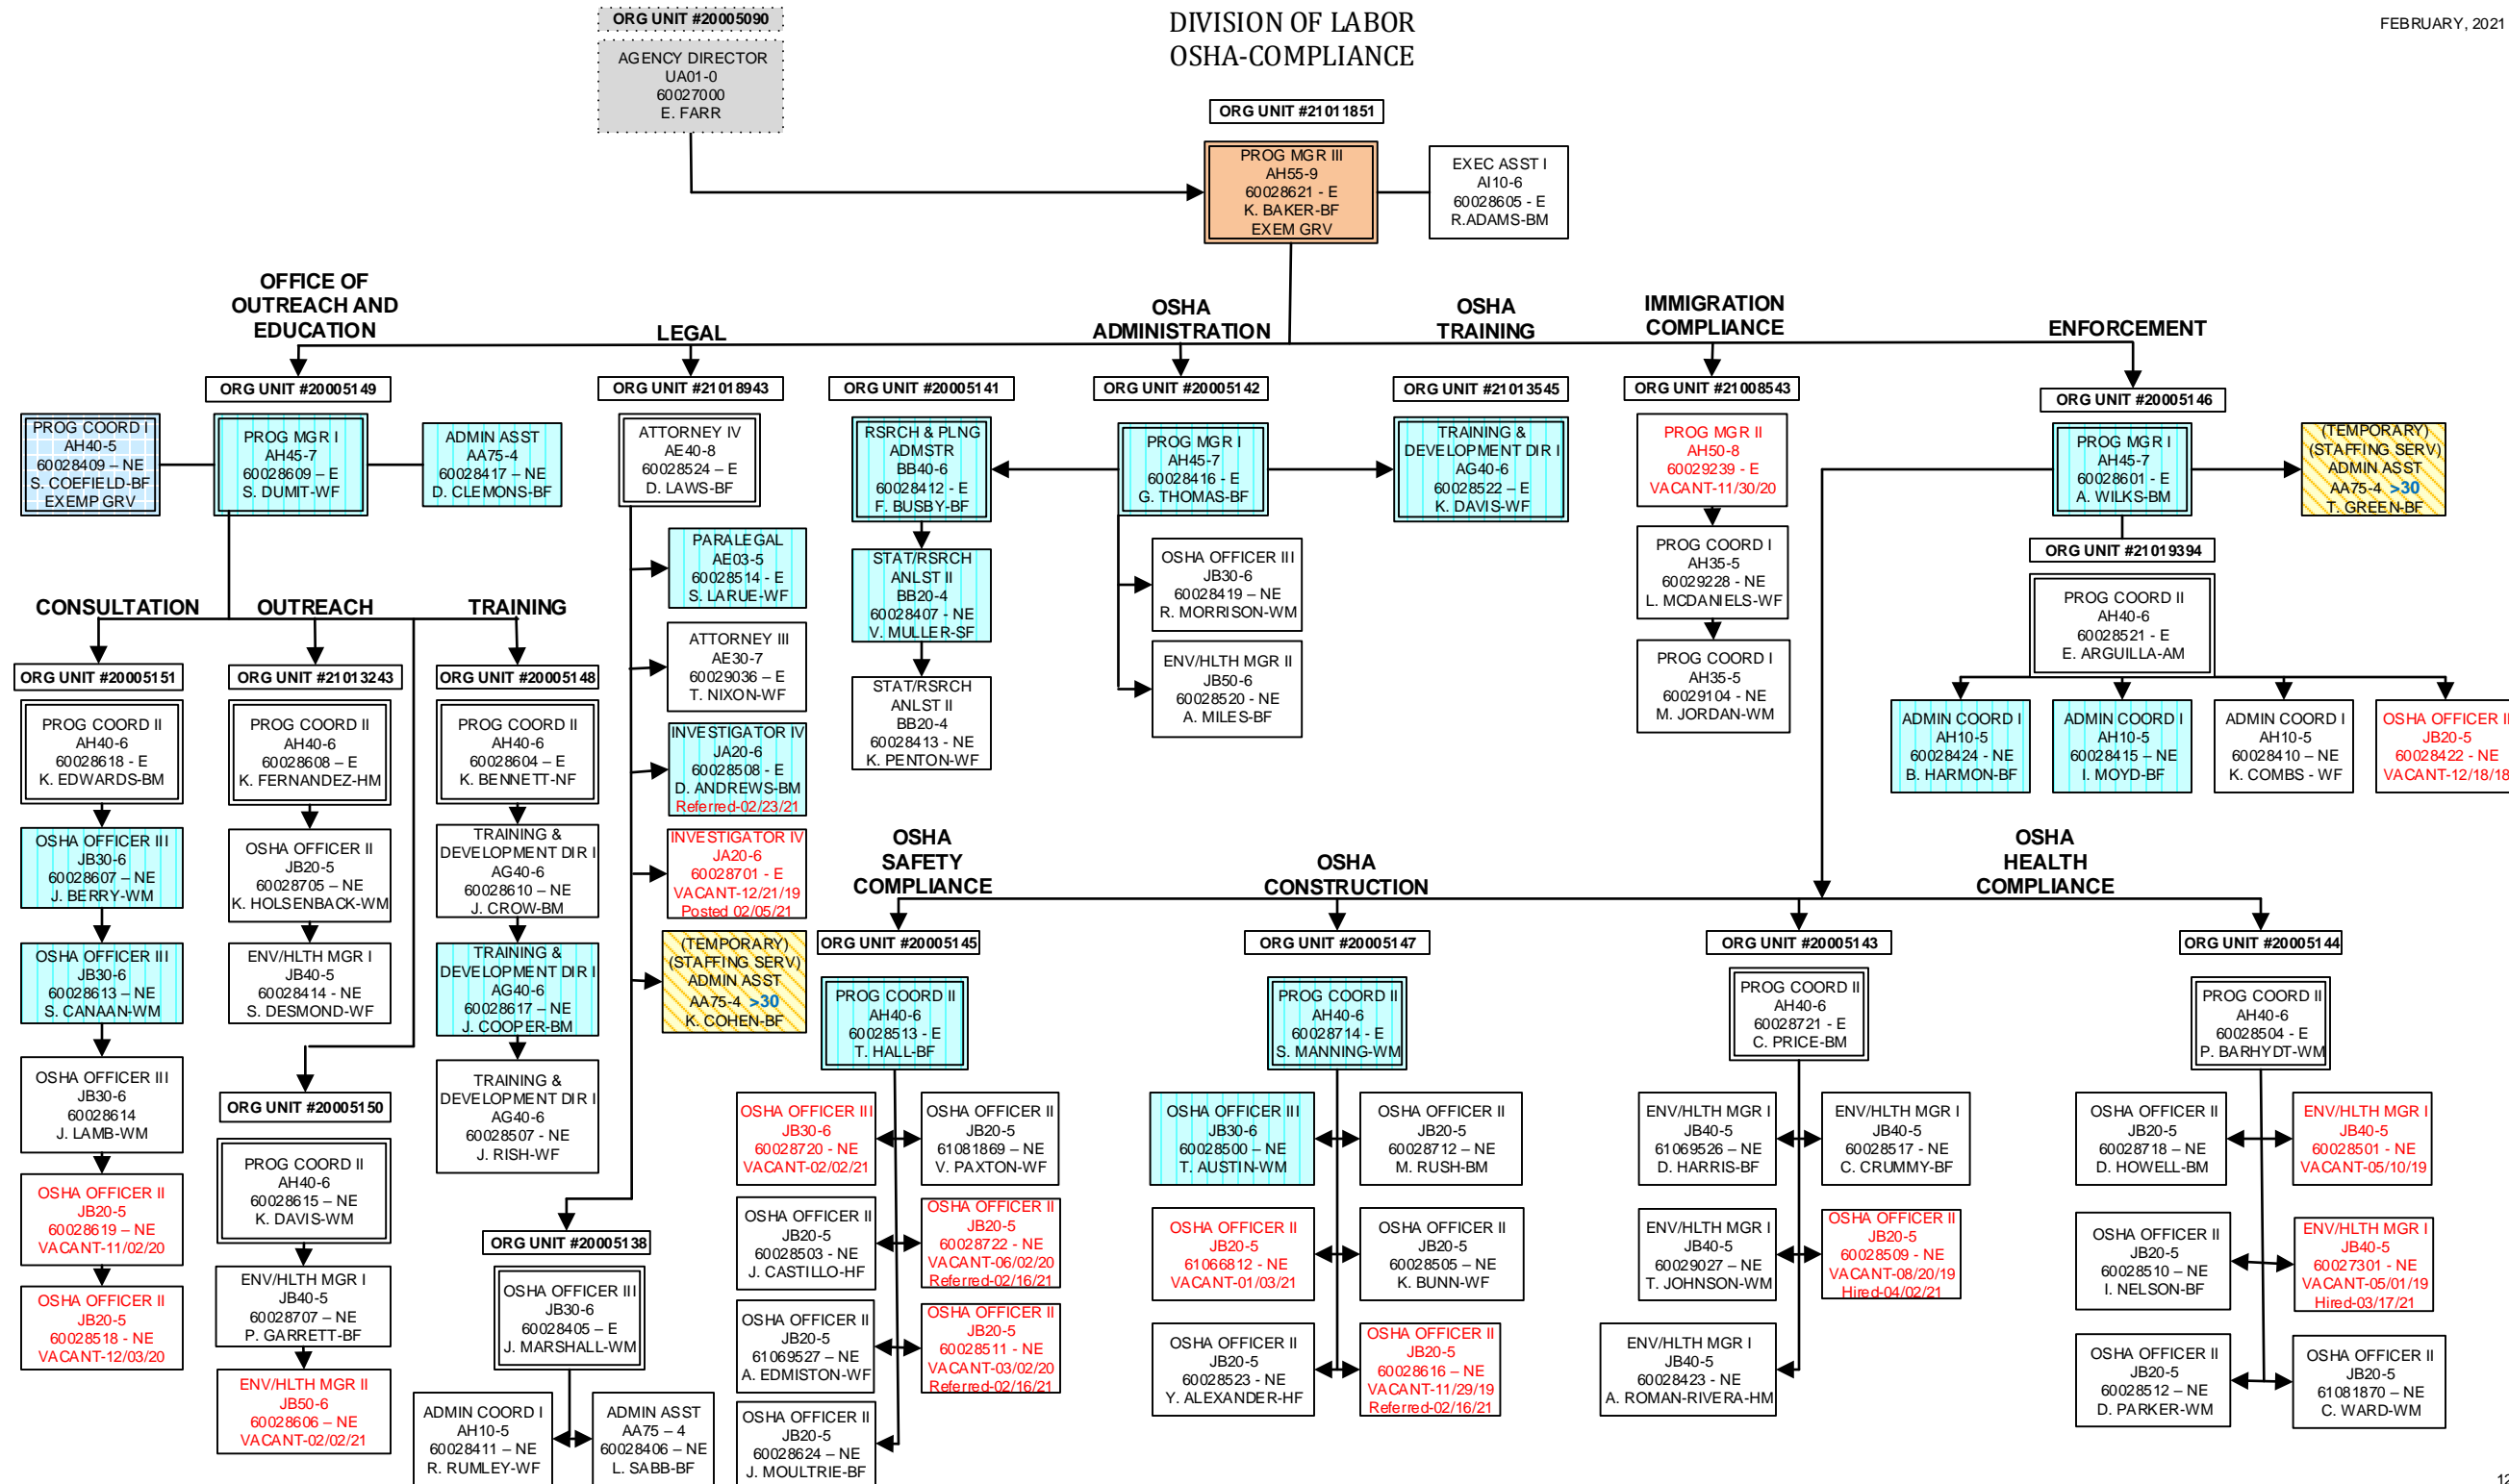 ORG UNIT #20005090
AGENCY DIRECTOR
UA01-0
60027000
E. FARR
DIVISION OF LABOR
OSHA-COMPLIANCE
FEBRUARY, 2021
ORG UNIT #21011851
PROG MGR III
AH55-9
60028621 - E
K. BAKER-BF
EXEM GRV
EXEC ASST I
AI10-6
60028605 - E
R.ADAMS-BM
OFFICE OF
OUTREACH AND
EDUCATION
LEGAL
OSHA
ADMINISTRATION
OSHA
TRAINING
IMMIGRATION
COMPLIANCE
ENFORCEMENT
ORG UNIT #20005149
PROG COORD I
AH40-5
60028409 – NE
S. COEFIELD-BF
EXEMP GRV
PROG MGR I
AH45-7
60028609 – E
S. DUMIT-WF
ADMIN ASST
AA75-4
60028417 – NE
D. CLEMONS-BF
ORG UNIT #21018943
ATTORNEY IV
AE40-8
60028524 – E
D. LAWS-BF
PARALEGAL
AE03-5
60028514 - E
S. LARUE-WF
ATTORNEY III
AE30-7
60029036 – E
T. NIXON-WF
INVESTIGATOR IV
JA20-6
60028508 - E
D. ANDREWS-BM
Referred-02/23/21
INVESTIGATOR IV
JA20-6
60028701 - E
VACANT-12/21/19
Posted 02/05/21
(TEMPORARY)
(STAFFING SERV)
ADMIN ASST
AA75-4 >30
K. COHEN-BF
ORG UNIT #20005141
RSRCH & PLNG
ADMSTR
BB40-6
60028412 - E
F. BUSBY-BF
STAT/RSRCH
ANLST II
BB20-4
60028407 - NE
V. MULLER-SF
STAT/RSRCH
ANLST II
BB20-4
60028413 - NE
K. PENTON-WF
ORG UNIT #20005142
PROG MGR I
AH45-7
60028416 – E
G. THOMAS-BF
OSHA OFFICER III
JB30-6
60028419 – NE
R. MORRISON-WM
ENV/HLTH MGR II
JB50-6
60028520 - NE
A. MILES-BF
ORG UNIT #21013545
TRAINING &
DEVELOPMENT DIR I
AG40-6
60028522 – E
K. DAVIS-WF
ORG UNIT #21008543
PROG MGR II
AH50-8
60029239 - E
VACANT-11/30/20
PROG COORD I
AH35-5
60029228 - NE
L. MCDANIELS-WF
PROG COORD I
AH35-5
60029104 - NE
M. JORDAN-WM
ORG UNIT #20005146
PROG MGR I
AH45-7
60028601 – E
A. WILKS-BM
(TEMPORARY)
(STAFFING SERV)
ADMIN ASST
AA75-4 >30
T. GREEN-BF
ORG UNIT #21019394
PROG COORD II
AH40-6
60028521 - E
E. ARGUILLA-AM
ADMIN COORD I
AH10-5
60028424 - NE
B. HARMON-BF
ADMIN COORD I
AH10-5
60028415 – NE
I. MOYD-BF
ADMIN COORD I
AH10-5
60028410 – NE
K. COMBS - WF
OSHA OFFICER II
JB20-5
60028422 - NE
VACANT-12/18/18
CONSULTATION
OUTREACH
TRAINING
ORG UNIT #20005151
PROG COORD II
AH40-6
60028618 - E
K. EDWARDS-BM
OSHA OFFICER III
JB30-6
60028607 – NE
J. BERRY-WM
OSHA OFFICER III
JB30-6
60028613 – NE
S. CANAAN-WM
OSHA OFFICER III
JB30-6
60028614
J. LAMB-WM
OSHA OFFICER II
JB20-5
60028619 – NE
VACANT-11/02/20
OSHA OFFICER II
JB20-5
60028518 - NE
VACANT-12/03/20
ORG UNIT #21013243
PROG COORD II
AH40-6
60028608 – E
K. FERNANDEZ-HM
OSHA OFFICER II
JB20-5
60028705 – NE
K. HOLSENBACK-WM
ENV/HLTH MGR I
JB40-5
60028414 - NE
S. DESMOND-WF
ORG UNIT #20005150
PROG COORD II
AH40-6
60028615 – NE
K. DAVIS-WM
ENV/HLTH MGR I
JB40-5
60028707 – NE
P. GARRETT-BF
ENV/HLTH MGR II
JB50-6
60028606 – NE
VACANT-02/02/21
ORG UNIT #20005148
PROG COORD II
AH40-6
60028604 – E
K. BENNETT-NF
TRAINING &
DEVELOPMENT DIR I
AG40-6
60028610 – NE
J. CROW-BM
TRAINING &
DEVELOPMENT DIR I
AG40-6
60028617 – NE
J. COOPER-BM
TRAINING &
DEVELOPMENT DIR I
AG40-6
60028507 - NE
J. RISH-WF
ORG UNIT #20005138
OSHA OFFICER III
JB30-6
60028405 – E
J. MARSHALL-WM
ADMIN COORD I
AH10-5
60028411 – NE
R. RUMLEY-WF
ADMIN ASST
AA75 – 4
60028406 – NE
L. SABB-BF
OSHA
SAFETY
COMPLIANCE
OSHA
CONSTRUCTION
OSHA
HEALTH
COMPLIANCE
ORG UNIT #20005145
PROG COORD II
AH40-6
60028513 - E
T. HALL-BF
OSHA OFFICER III
JB30-6
60028720 - NE
VACANT-02/02/21
OSHA OFFICER II
JB20-5
61081869 – NE
V. PAXTON-WF
OSHA OFFICER II
JB20-5
60028503 - NE
J. CASTILLO-HF
OSHA OFFICER II
JB20-5
60028722 - NE
VACANT-06/02/20
Referred-02/16/21
OSHA OFFICER II
JB20-5
61069527 – NE
A. EDMISTON-WF
OSHA OFFICER II
JB20-5
60028511 - NE
VACANT-03/02/20
Referred-02/16/21
OSHA OFFICER II
JB20-5
60028624 – NE
J. MOULTRIE-BF
ORG UNIT #20005147
PROG COORD II
AH40-6
60028714 - E
S. MANNING-WM
OSHA OFFICER III
JB30-6
60028500 – NE
T. AUSTIN-WM
OSHA OFFICER II
JB20-5
60028712 – NE
M. RUSH-BM
OSHA OFFICER II
JB20-5
61066812 - NE
VACANT-01/03/21
OSHA OFFICER II
JB20-5
60028505 – NE
K. BUNN-WF
OSHA OFFICER II
JB20-5
60028523 - NE
Y. ALEXANDER-HF
OSHA OFFICER II
JB20-5
60028616 – NE
VACANT-11/29/19
Referred-02/16/21
ORG UNIT #20005143
PROG COORD II
AH40-6
60028721 - E
C. PRICE-BM
ENV/HLTH MGR I
JB40-5
61069526 – NE
D. HARRIS-BF
ENV/HLTH MGR I
JB40-5
60028517 - NE
C. CRUMMY-BF
ENV/HLTH MGR I
JB40-5
60029027 – NE
T. JOHNSON-WM
OSHA OFFICER II
JB20-5
60028509 - NE
VACANT-08/20/19
Hired-04/02/21
ENV/HLTH MGR I
JB40-5
60028423 - NE
A. ROMAN-RIVERA-HM
ORG UNIT #20005144
PROG COORD II
AH40-6
60028504 - E
P. BARHYDT-WM
OSHA OFFICER II
JB20-5
60028718 – NE
D. HOWELL-BM
ENV/HLTH MGR I
JB40-5
60028501 - NE
VACANT-05/10/19
OSHA OFFICER II
JB20-5
60028510 – NE
I. NELSON-BF
ENV/HLTH MGR I
JB40-5
60027301 - NE
VACANT-05/01/19
Hired-03/17/21
OSHA OFFICER II
JB20-5
60028512 – NE
D. PARKER-WM
OSHA OFFICER II
JB20-5
61081870 – NE
C. WARD-WM
12